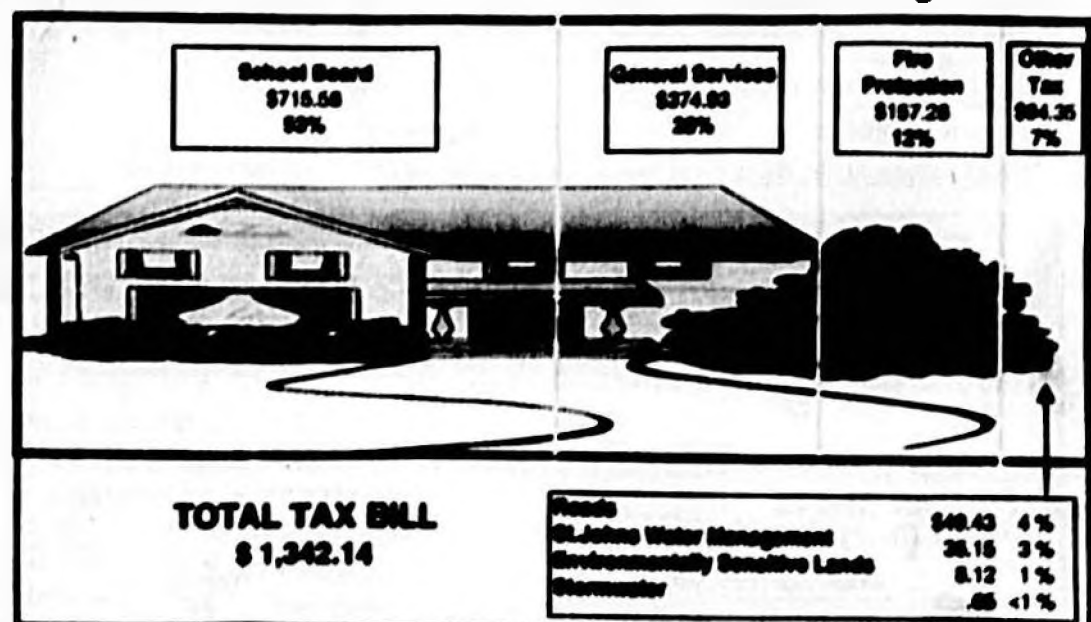 School Board
$715.58
53%
General Services
$374.93
28%
Fire
Protection
$167.28
12%
Other
Tax
$84.35
7%
TOTAL TAX BILL
$ 1,342.14
Roads $40.43 4 %
St. Johns Water Management 35.15 3 %
Environmentally Sensitive Lands 8.12 1 %
Stormwater .65 <1 %